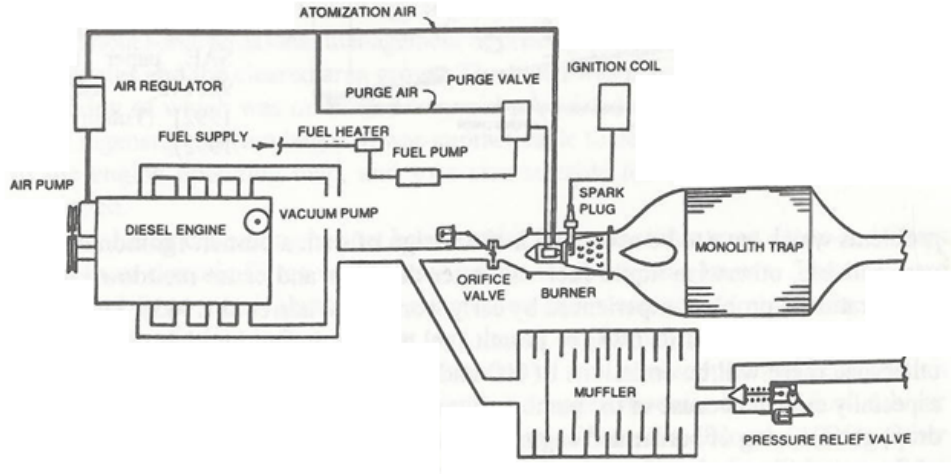 ATOMIZATION AIR
IGNITION COIL
AIR REGULATOR
PURGE VALVE
PURGE AIR
FUEL HEATER
FUEL SUPPLY
FUEL PUMP
AIR PUMP
SPARK
PLUG
DIESEL ENGINE
VACUUM PUMP
MONOLITH TRAP
ORIFICE
VALVE
BURNER
MUFFLER
PRESSURE RELIEF VALVE